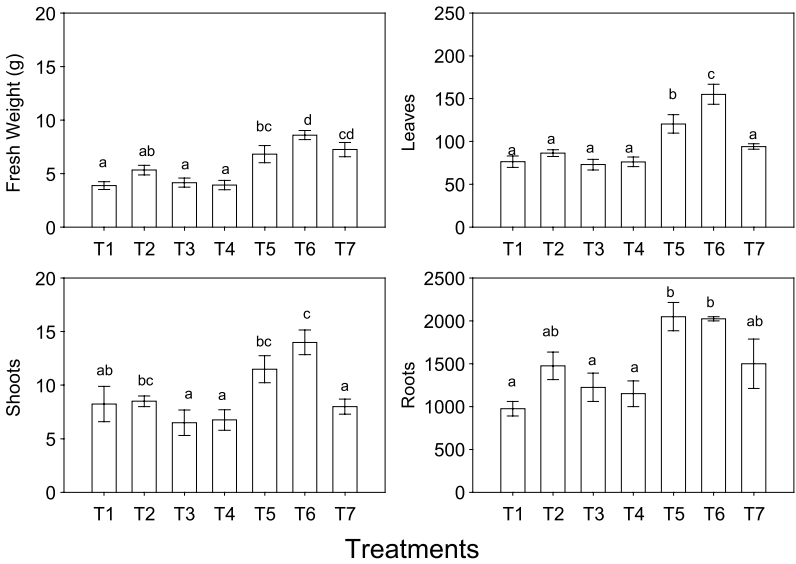 Fresh Weight (g)
20
15
10
5
0
a ab a a bc d cd
T1 T2 T3 T4 T5 T6 T7
Leaves
250
200
150
100
50
0
a a a a b c a
T1 T2 T3 T4 T5 T6 T7
Shoots
20
15
10
5
0
ab bc a a bc c a
T1 T2 T3 T4 T5 T6 T7
Roots
2500
2000
1500
1000
500
0
a ab a a b b ab
T1 T2 T3 T4 T5 T6 T7
Treatments